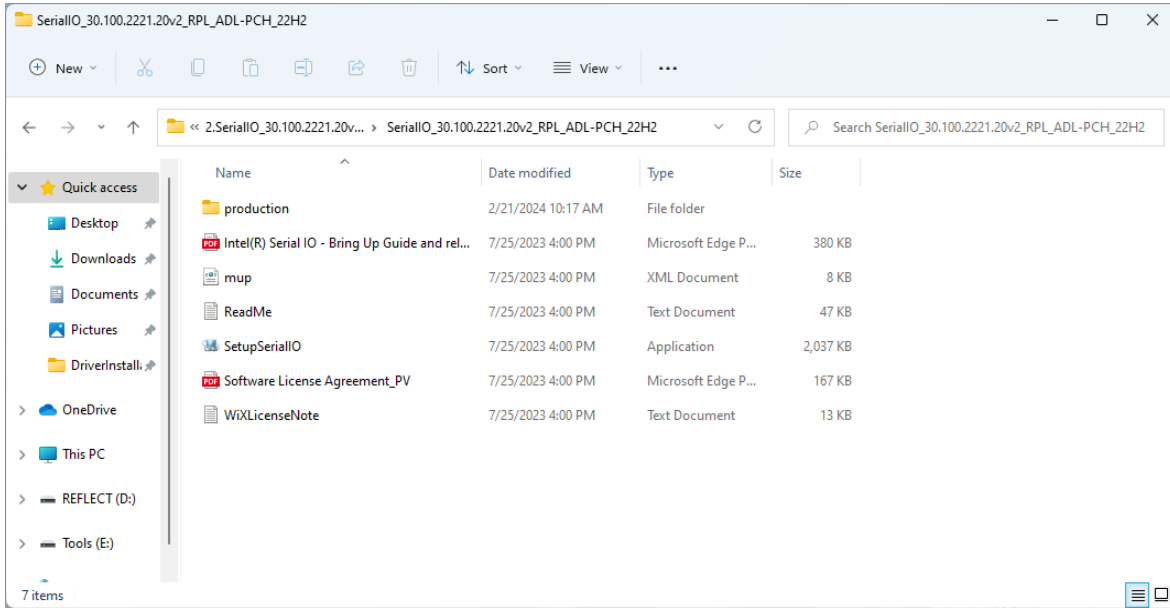 SerialIO_30.100.2221.20v2_RPL_ADL-PCH_22H2
New Sort View
« 2.SerialIO_30.100.2221.20v... > SerialIO_30.100.2221.20v2_RPL_ADL-PCH_22H2 Search SerialIO_30.100.2221.20v2_RPL_ADL-PCH_22H2
Name Date modified Type Size
Quick access
Desktop
Downloads
Documents
Pictures
DriverInstall
OneDrive
This PC
REFLECT (D:)
Tools (E:)
production 2/21/2024 10:17 AM File folder
PDF Intel(R) Serial IO - Bring Up Guide and rel... 7/25/2023 4:00 PM Microsoft Edge P... 380 KB
mup 7/25/2023 4:00 PM XML Document 8 KB
ReadMe 7/25/2023 4:00 PM Text Document 47 KB
SetupSerialIO 7/25/2023 4:00 PM Application 2,037 KB
PDF Software License Agreement_PV 7/25/2023 4:00 PM Microsoft Edge P... 167 KB
WiXLicenseNote 7/25/2023 4:00 PM Text Document 13 KB
7 items